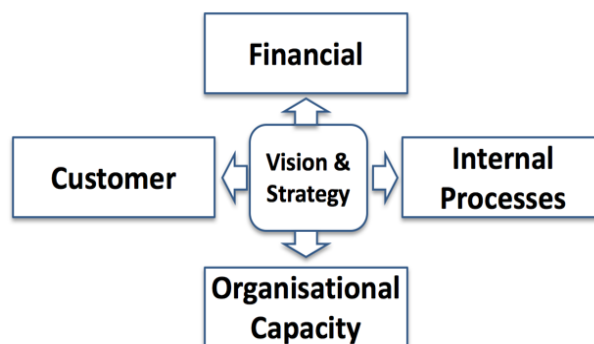 Financial
Customer
Vision &
Strategy
Internal
Processes
Organisational
Capacity